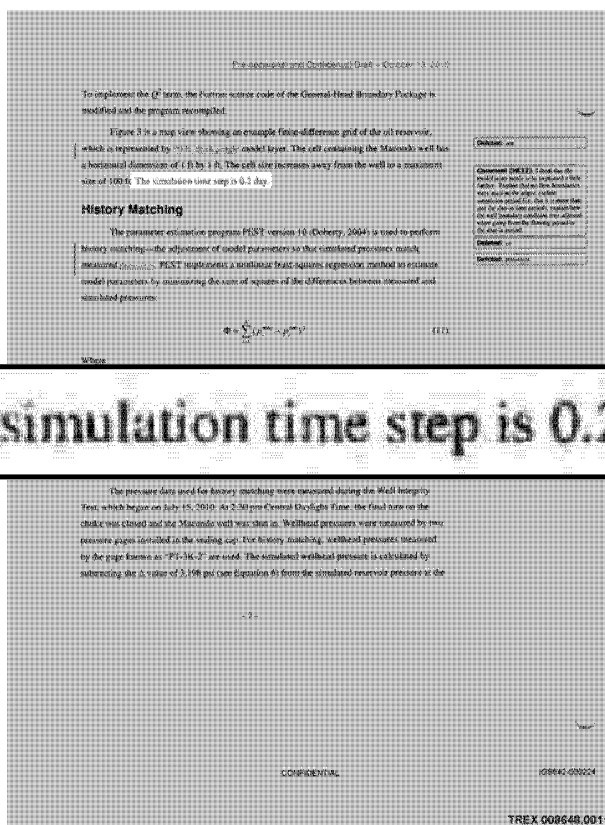 Pre-decisional and Confidential Draft – October
To implement the Q' term, the Fortran source code of the General-Head Boundary Package is
modified and the program recompiled.
Figure 3 is a map view showing an example finite-difference grid of the oil reservoir,
which is represented by model layer. The cell containing the Macondo well has
a horizontal dimension of 1 ft by 1 ft. The cell size increases away from the well to a maximum
size of 100 ft. The simulation time step is 0.2 day.
History Matching
The parameter estimation program PEST version 10 (Doherty, 2004) is used to perform
history matching—the adjustment of model parameters so that simulated pressures match
measured PEST implements a nonlinear least-squares regression method to estimate
model parameters by minimizing the sum of squares of the differences between measured and
simulated pressures:
(11)
Where
simulation time step is 0.2
The pressure data used for history matching were measured during the Well Integrity
Test, which began on July 15, 2010. At 2:30 pm Central Daylight Time, the final turn on the
choke was closed and the Macondo well was shut in. Wellhead pressures were measured by two
pressure gages installed in the sealing cap. For history matching, wellhead pressures measured
by the gage known as "PT-3K-2" are used. The simulated wellhead pressure is calculated by
subtracting the Δ value of 3,198 psi (see Equation 6) from the simulated reservoir pressure at the
- 9 -
Deleted:
Deleted:
Deleted: pressures
CONFIDENTIAL
IGS642-000224
TREX 008649.001